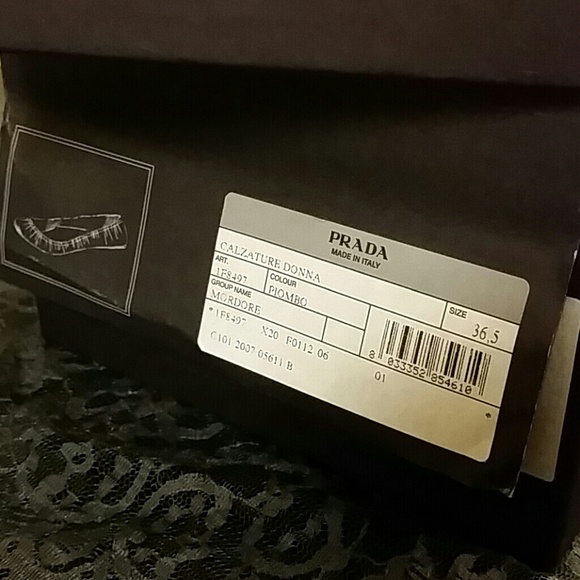 PRADA
MADE IN ITALY
CALZATURE DONNA
ART. COLOUR SIZE
1F8497 PIOMBO 36,5
GROUP NAME
MORDORE
*1F8497 X20 F0112 06
G101 2007 05611 B
8 033352 854610
01